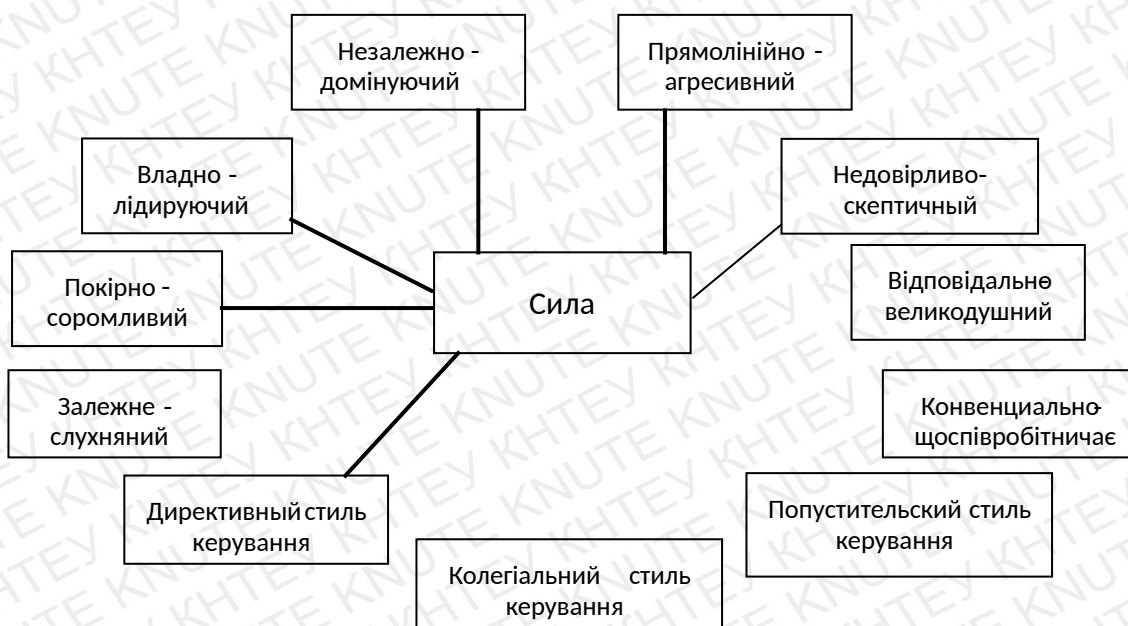 Незалежно -
домінуючий
Прямолінійно -
агресивний
Владно -
лідируючий
Недовірливо-
скептичный
Покірно -
соромливий
Сила
Відповідально-
великодушний
Залежне -
слухняний
Конвенциально-
щоспівробітничає
Директивный стиль
керування
Попустительский стиль
керування
Колегіальний стиль
керування